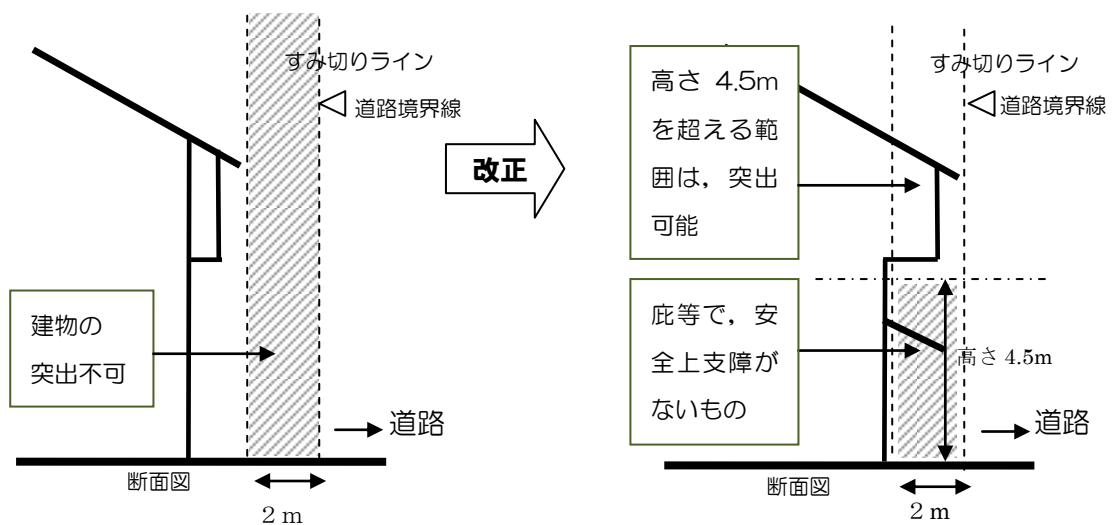 すみ切りライン
道路境界線
建物の
突出不可
道路
断面図
2 m
改正
高さ 4.5m
を超える範
囲は，突出
可能
すみ切りライン
道路境界線
庇等で，安
全上支障が
ないもの
高さ 4.5m
道路
断面図
2 m